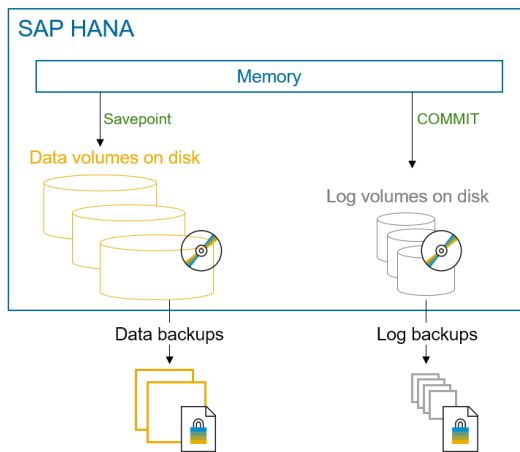 SAP HANA
Memory
Savepoint
COMMIT
Data volumes on disk
Log volumes on disk
Data backups
Log backups